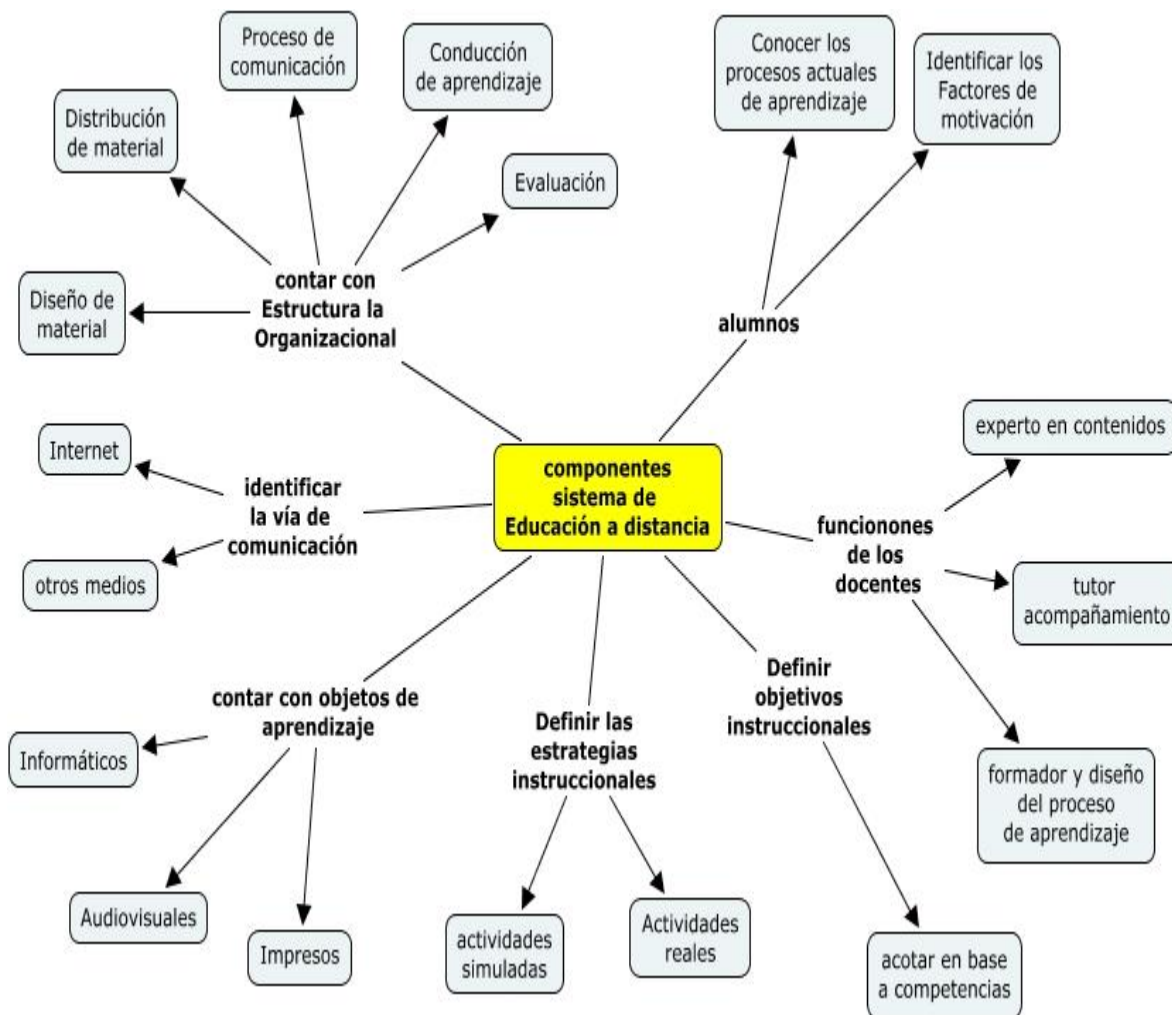 Proceso de
comunicación
Conducción
de aprendizaje
Conocer los
procesos actuales
de aprendizaje
Identificar los
Factores de
motivación
Distribución
de material
Evaluación
contar con
Estructura la
Organizacional
alumnos
Diseño de
material
experto en contenidos
Internet
componentes
sistema de
Educación a distancia
identificar
la vía de
comunicación
funcionones
de los
docentes
otros medios
tutor
acompañamiento
Definir
objetivos
instruccionales
contar con objetos de
aprendizaje
Definir las
estrategias
instruccionales
Informáticos
formador y diseño
del proceso
de aprendizaje
Audiovisuales
Impresos
actividades
simuladas
Actividades
reales
acotar en base
a competencias